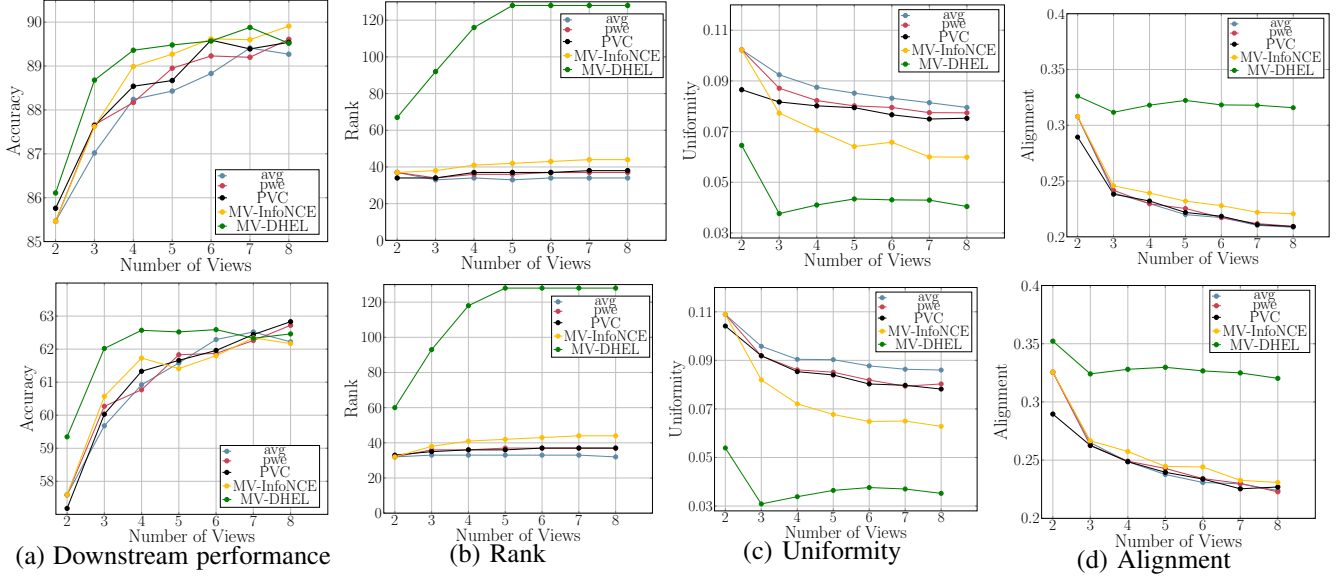 90
89
88
87
86
85
Accuracy
avg
pwe
PVC
MV-InfoNCE
MV-DHEL
2 3 4 5 6 7 8
Number of Views
120
100
80
60
40
20
0
Rank
avg
pwe
PVC
MV-InfoNCE
MV-DHEL
2 3 4 5 6 7 8
Number of Views
0.11
0.09
0.07
0.05
0.03
Uniformity
avg
pwe
PVC
MV-InfoNCE
MV-DHEL
2 3 4 5 6 7 8
Number of Views
0.4
0.35
0.3
0.25
0.2
Alignment
avg
pwe
PVC
MV-InfoNCE
MV-DHEL
2 3 4 5 6 7 8
Number of Views
63
62
61
60
59
58
Accuracy
avg
pwe
PVC
MV-InfoNCE
MV-DHEL
2 3 4 5 6 7 8
Number of Views
120
100
80
60
40
20
0
Rank
avg
pwe
PVC
MV-InfoNCE
MV-DHEL
2 3 4 5 6 7 8
Number of Views
0.11
0.09
0.07
0.05
0.03
Uniformity
avg
pwe
PVC
MV-InfoNCE
MV-DHEL
2 3 4 5 6 7 8
Number of Views
0.4
0.35
0.3
0.25
0.2
Alignment
avg
pwe
PVC
MV-InfoNCE
MV-DHEL
2 3 4 5 6 7 8
Number of Views
(a) Downstream performance
(b) Rank
(c) Uniformity
(d) Alignment